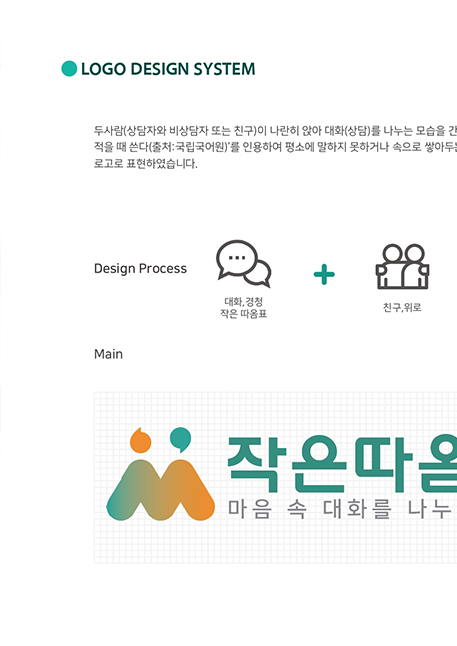 LOGO DESIGN SYSTEM
두사람(상담자와 비상담자 또는 친구)이 나란히 앉아 대화(상담)를 나누는 모습을 간
적을 때 쓴다(출처:국립국어원)'를 인용하여 평소에 말하지 못하거나 속으로 쌓아두는
로고로 표현하였습니다.
Design Process
대화,경청
작은 따옴표
친구,위로
Main
작은따옴
마음 속 대화를 나누